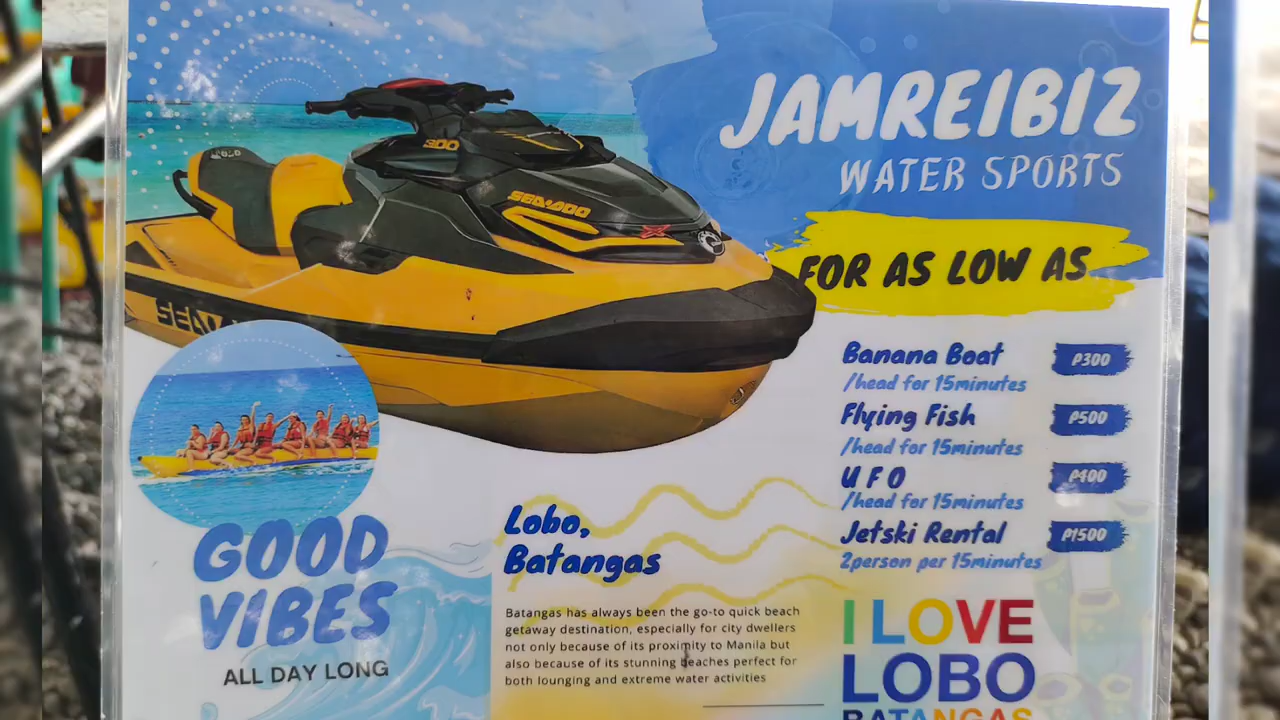 JAMREIBIZ
WATER SPORTS
FOR AS LOW AS
300
SEA-DOO
X
SEA
Banana Boat ₱300
/head for 15minutes
Flying Fish ₱500
/head for 15minutes
UFO ₱400
/head for 15minutes
Jetski Rental ₱1500
2person per 15minutes
GOOD
VIBES
ALL DAY LONG
Lobo,
Batangas
Batangas has always been the go-to quick beach
getaway destination, especially for city dwellers
not only because of its proximity to Manila but
also because of its stunning beaches perfect for
both lounging and extreme water activities
I LOVE
LOBO
BATANGAS